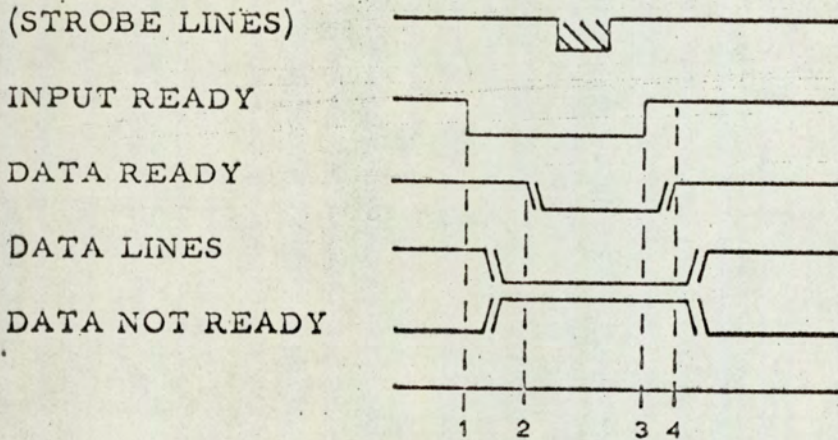 (STROBE LINES)
INPUT READY
DATA READY
DATA LINES
DATA NOT READY
1 2 3 4